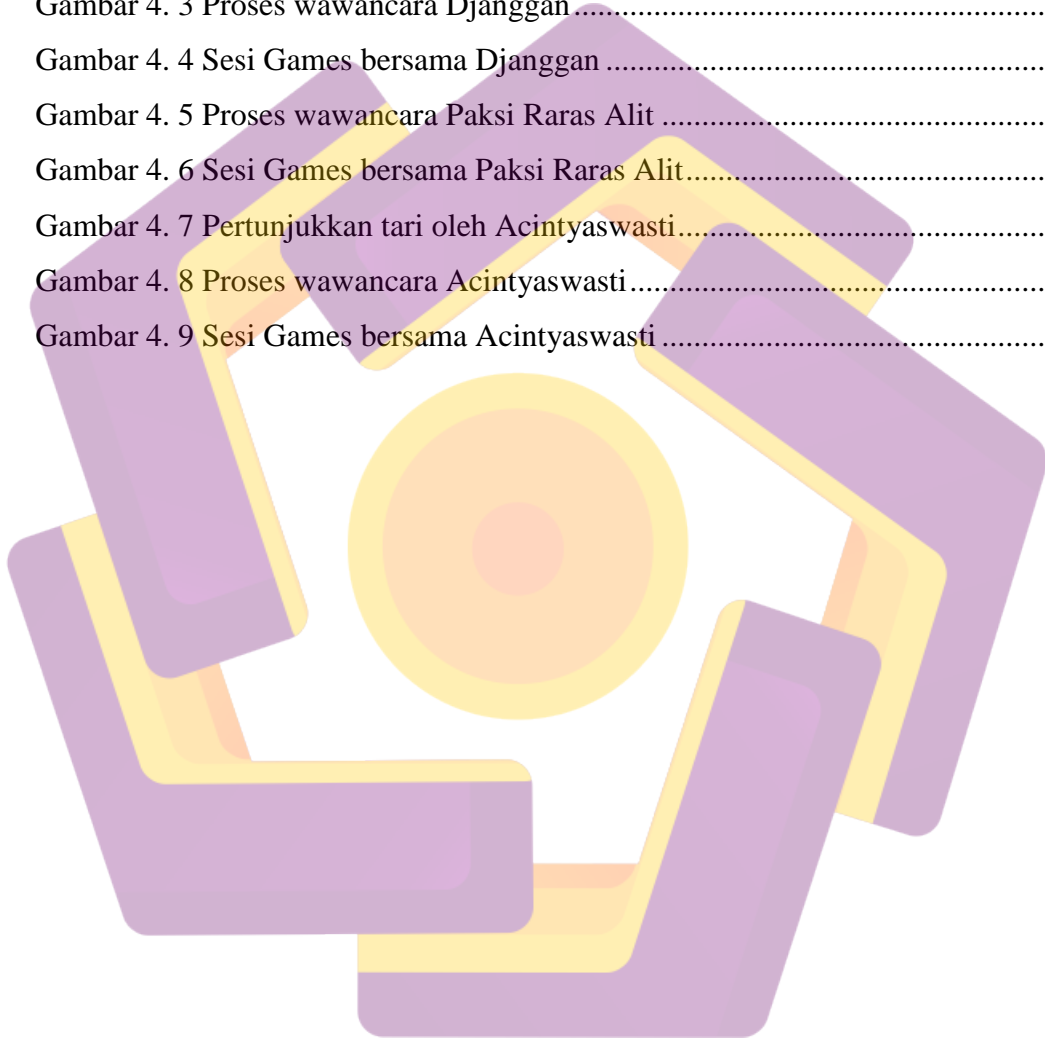 Gambar 4. 3 Proses wawancara Djanggan ........................................................
Gambar 4. 4 Sesi Games bersama Djanggan .....................................................
Gambar 4. 5 Proses wawancara Paksi Raras Alit ..............................................
Gambar 4. 6 Sesi Games bersama Paksi Raras Alit...........................................
Gambar 4. 7 Pertunjukkan tari oleh Acintyaswasti............................................
Gambar 4. 8 Proses wawancara Acintyaswasti..................................................
Gambar 4. 9 Sesi Games bersama Acintyaswasti ..............................................